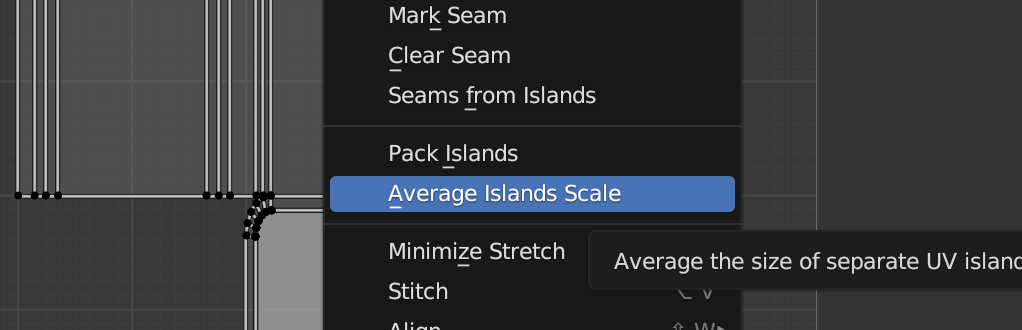 Mark Seam
Clear Seam
Seams from Islands
Pack Islands
Average Islands Scale
Minimize Stretch
Average the size of separate UV island
Stitch ⌥ V
Align ⇧ W▸